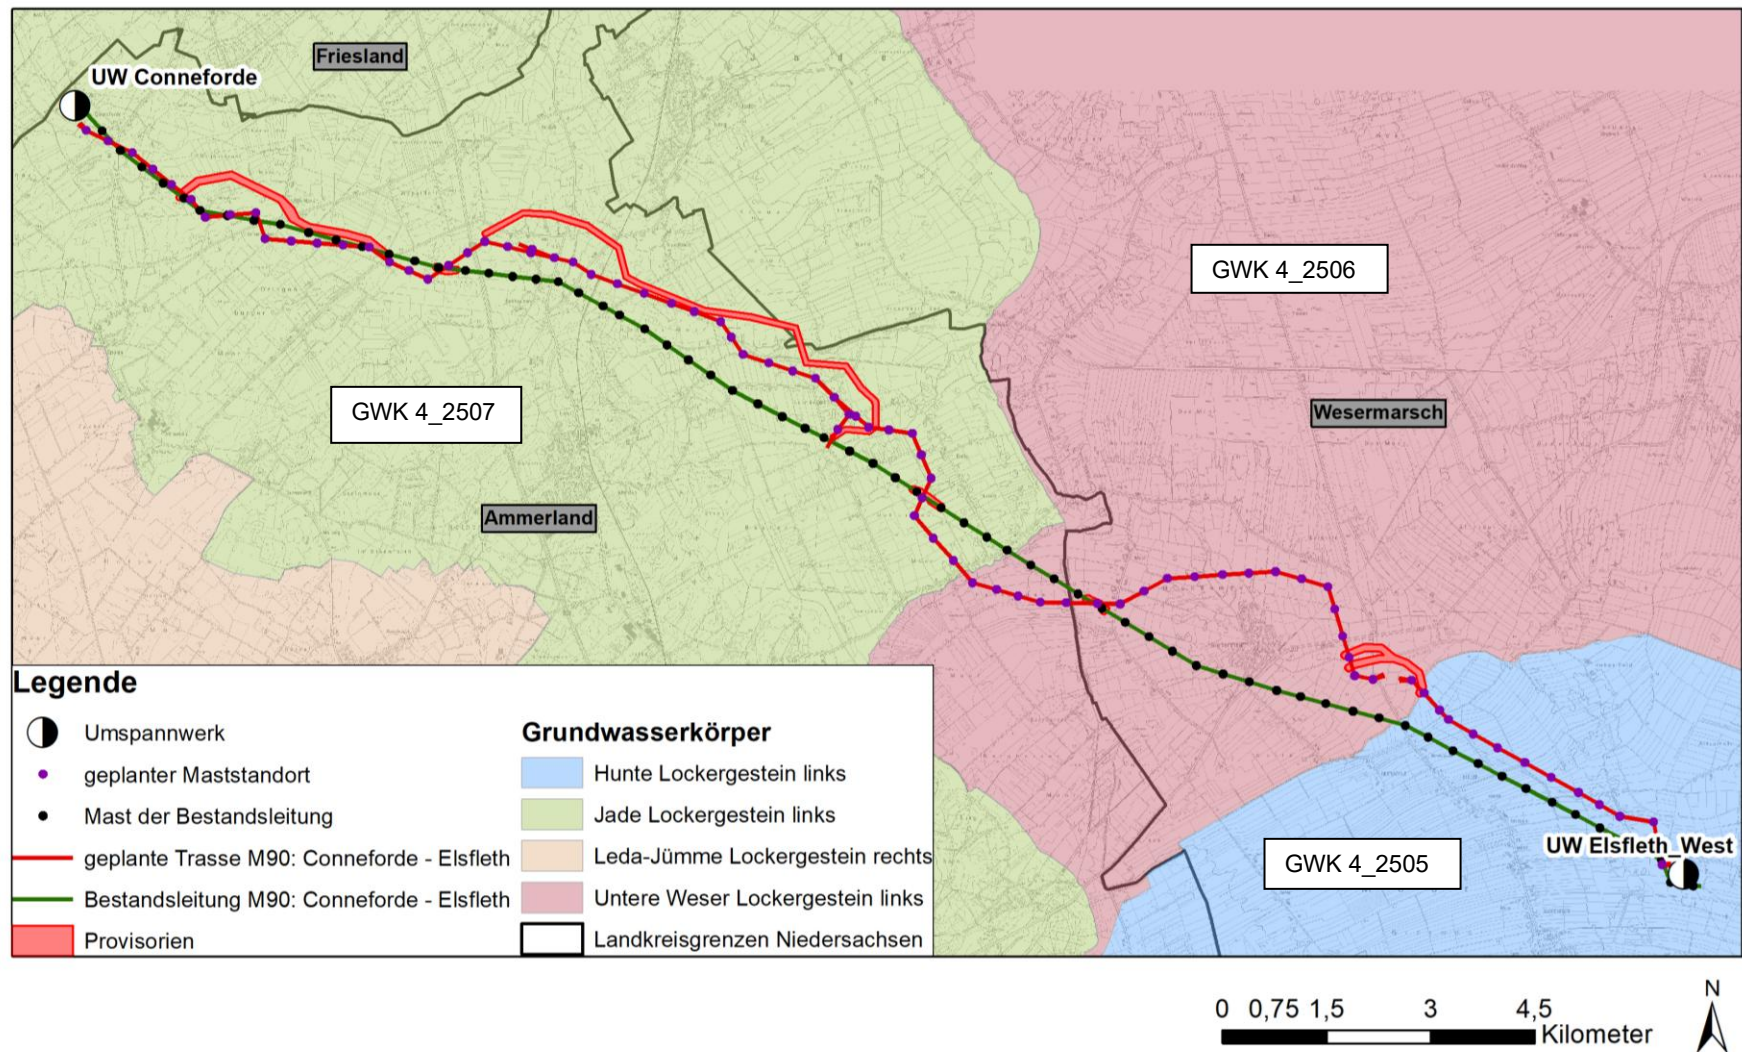 Friesland
UW Conneforde
GWK 4_2506
GWK 4_2507
Wesermarsch
Ammerland
GWK 4_2505
UW Elsfleth_West
Legende
Umspannwerk
geplanter Maststandort
Mast der Bestandsleitung
geplante Trasse M90: Conneforde - Elsfleth
Bestandsleitung M90: Conneforde - Elsfleth
Provisorien
Grundwasserkörper
Hunte Lockergestein links
Jade Lockergestein links
Leda-Jümme Lockergestein rechts
Untere Weser Lockergestein links
Landkreisgrenzen Niedersachsen
0 0,75 1,5 3 4,5
Kilometer
N